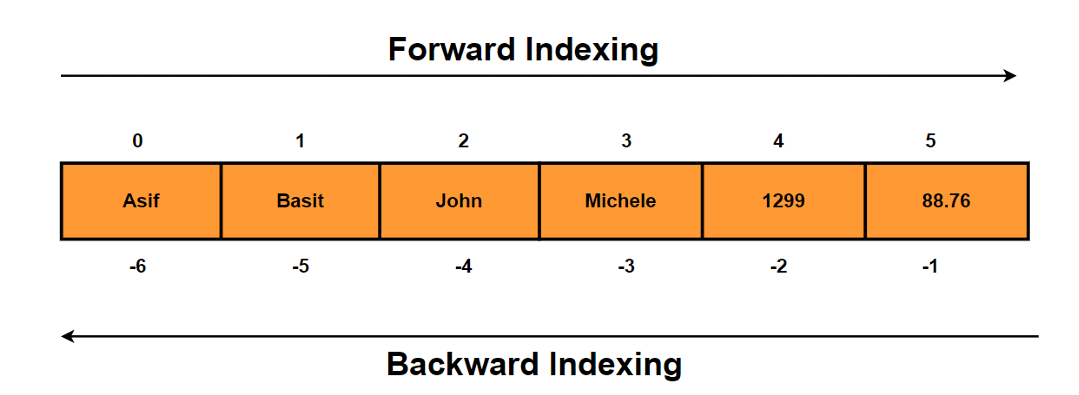 Forward Indexing
0 1 2 3 4 5
Asif Basit John Michele 1299 88.76
-6 -5 -4 -3 -2 -1
Backward Indexing